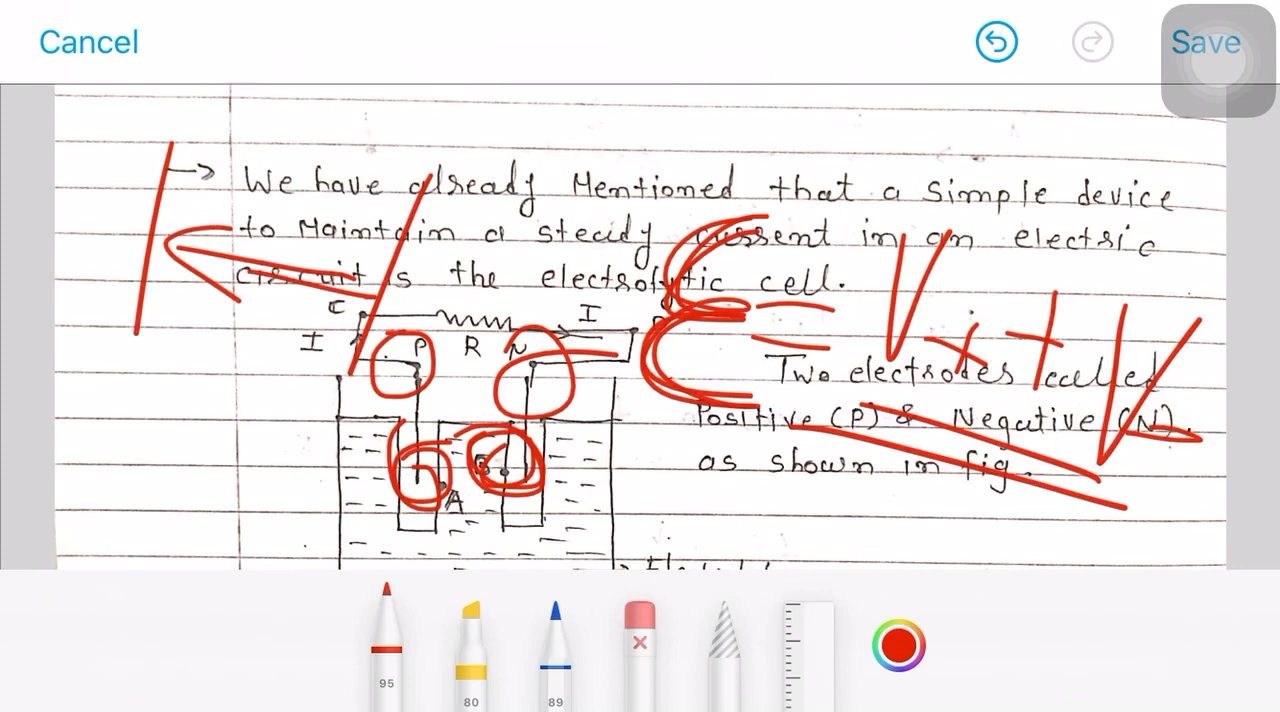 Cancel
Save
→ We have already Mentioned that a simple device
to Maintain a steady current in an electric
circuit is the electrolytic cell.
C
I
I
P
R
N
Two electrodes called
Positive (P) & Negative (N).
as shown in fig.
A
95
80
89